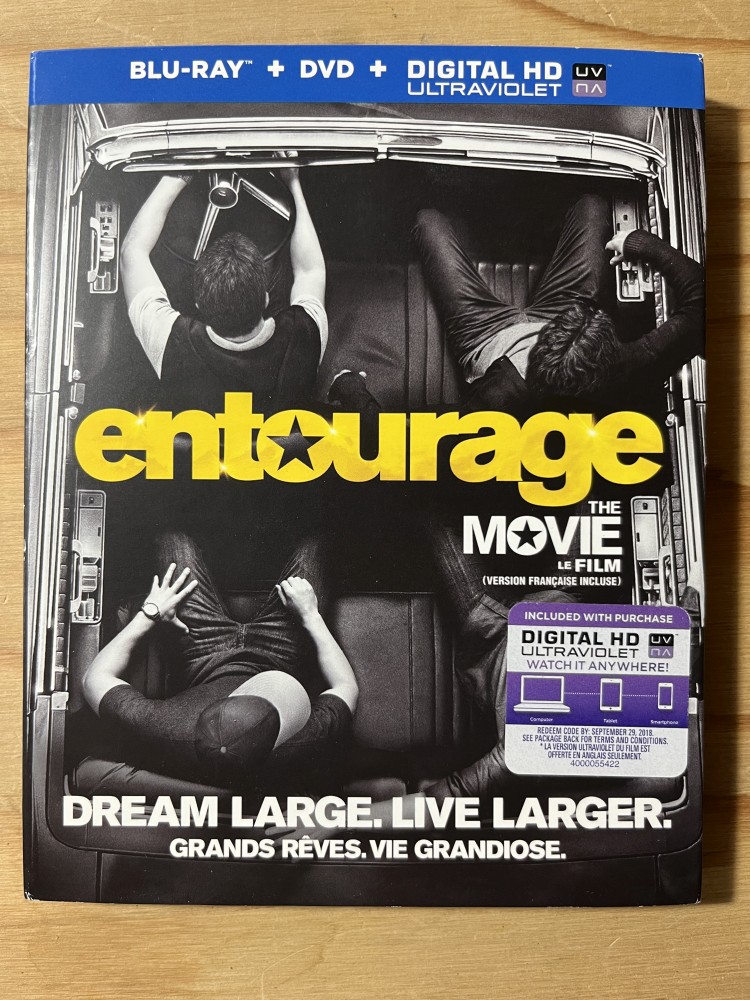 BLU-RAY™ + DVD + DIGITAL HD UV
ULTRAVIOLET
entourage
THE
MOVIE
LE FILM
(VERSION FRANÇAISE INCLUSE)
INCLUDED WITH PURCHASE
DIGITAL HD UV™
ULTRAVIOLET
WATCH IT ANYWHERE!
Computer Tablet Smartphone
REDEEM CODE BY: SEPTEMBER 29, 2018.
SEE PACKAGE BACK FOR TERMS AND CONDITIONS.
* LA VERSION ULTRAVIOLET DU FILM EST
OFFERTE EN ANGLAIS SEULEMENT.
4000055422
DREAM LARGE. LIVE LARGER.
GRANDS RÊVES. VIE GRANDIOSE.